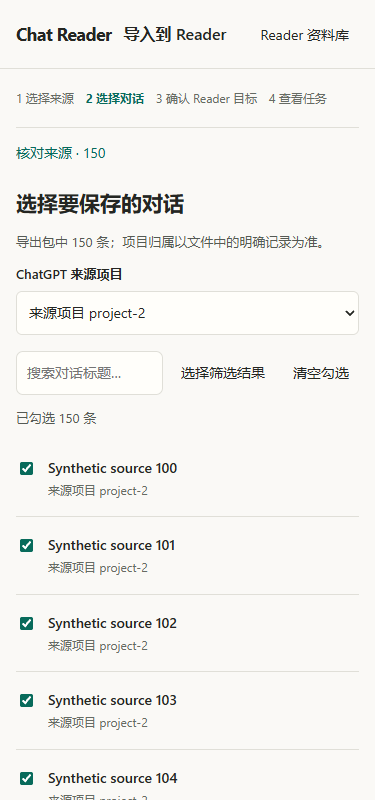 Chat Reader 导入到 Reader Reader 资料库
1 选择来源 2 选择对话 3 确认 Reader 目标 4 查看任务
核对来源 · 150
选择要保存的对话
导出包中 150 条；项目归属以文件中的明确记录为准。
ChatGPT 来源项目
来源项目 project-2
搜索对话标题... 选择筛选结果 清空勾选
已勾选 150 条
Synthetic source 100
来源项目 project-2
Synthetic source 101
来源项目 project-2
Synthetic source 102
来源项目 project-2
Synthetic source 103
来源项目 project-2
Synthetic source 104
来源项目 project-2